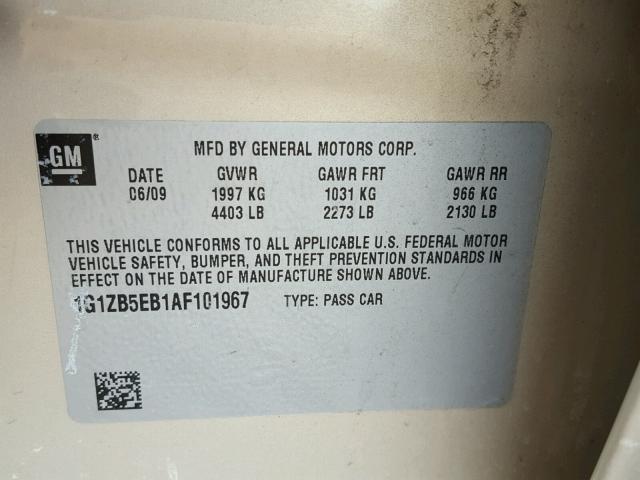 GM®
MFD BY GENERAL MOTORS CORP.
DATE GVWR GAWR FRT GAWR RR
06/09 1997 KG 1031 KG 966 KG
4403 LB 2273 LB 2130 LB
THIS VEHICLE CONFORMS TO ALL APPLICABLE U.S. FEDERAL MOTOR
VEHICLE SAFETY, BUMPER, AND THEFT PREVENTION STANDARDS IN
EFFECT ON THE DATE OF MANUFACTURE SHOWN ABOVE.
1G1ZB5EB1AF101967 TYPE: PASS CAR